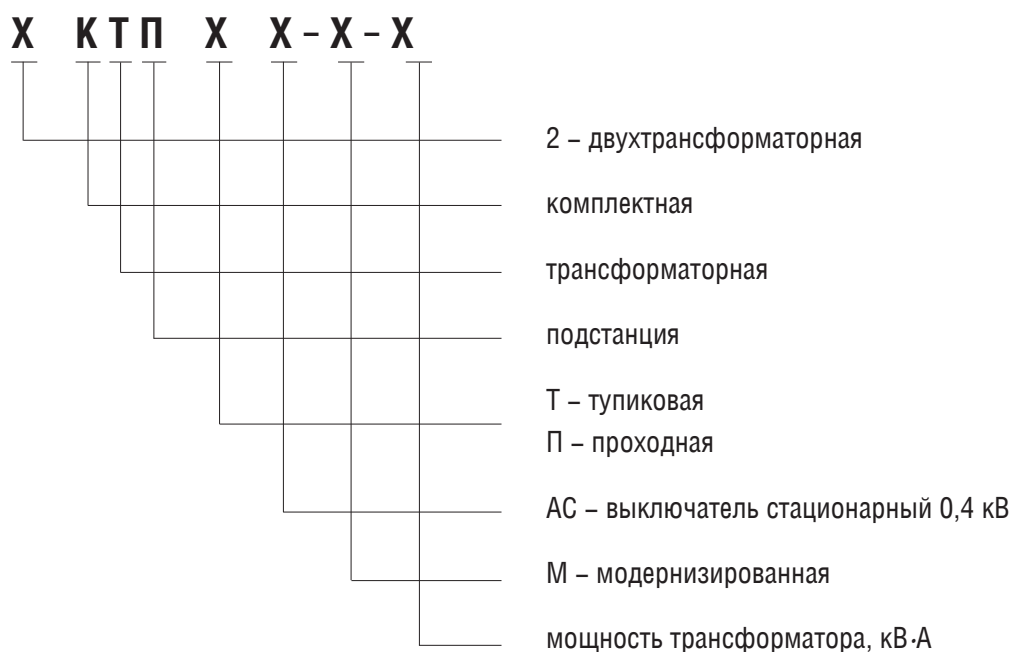 Х КТП Х Х – Х – Х
2 – двухтрансформаторная
комплектная
трансформаторная
подстанция
Т – тупиковая
П – проходная
АС – выключатель стационарный 0,4 кВ
М – модернизированная
мощность трансформатора, кВ·А